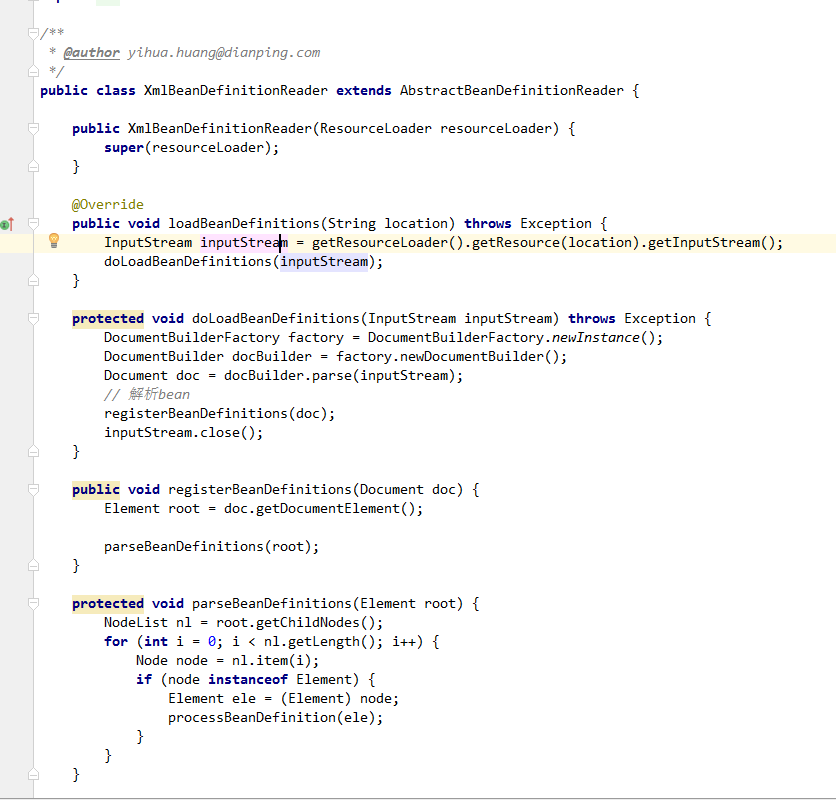 /**
 * @author yihua.huang@dianping.com
 */
public class XmlBeanDefinitionReader extends AbstractBeanDefinitionReader {
    public XmlBeanDefinitionReader(ResourceLoader resourceLoader) {
        super(resourceLoader);
    }
    @Override
    public void loadBeanDefinitions(String location) throws Exception {
        InputStream inputStream = getResourceLoader().getResource(location).getInputStream();
        doLoadBeanDefinitions(inputStream);
    }
    protected void doLoadBeanDefinitions(InputStream inputStream) throws Exception {
        DocumentBuilderFactory factory = DocumentBuilderFactory.newInstance();
        DocumentBuilder docBuilder = factory.newDocumentBuilder();
        Document doc = docBuilder.parse(inputStream);
        // 解析bean
        registerBeanDefinitions(doc);
        inputStream.close();
    }
    public void registerBeanDefinitions(Document doc) {
        Element root = doc.getDocumentElement();
        parseBeanDefinitions(root);
    }
    protected void parseBeanDefinitions(Element root) {
        NodeList nl = root.getChildNodes();
        for (int i = 0; i < nl.getLength(); i++) {
            Node node = nl.item(i);
            if (node instanceof Element) {
                Element ele = (Element) node;
                processBeanDefinition(ele);
            }
        }
    }